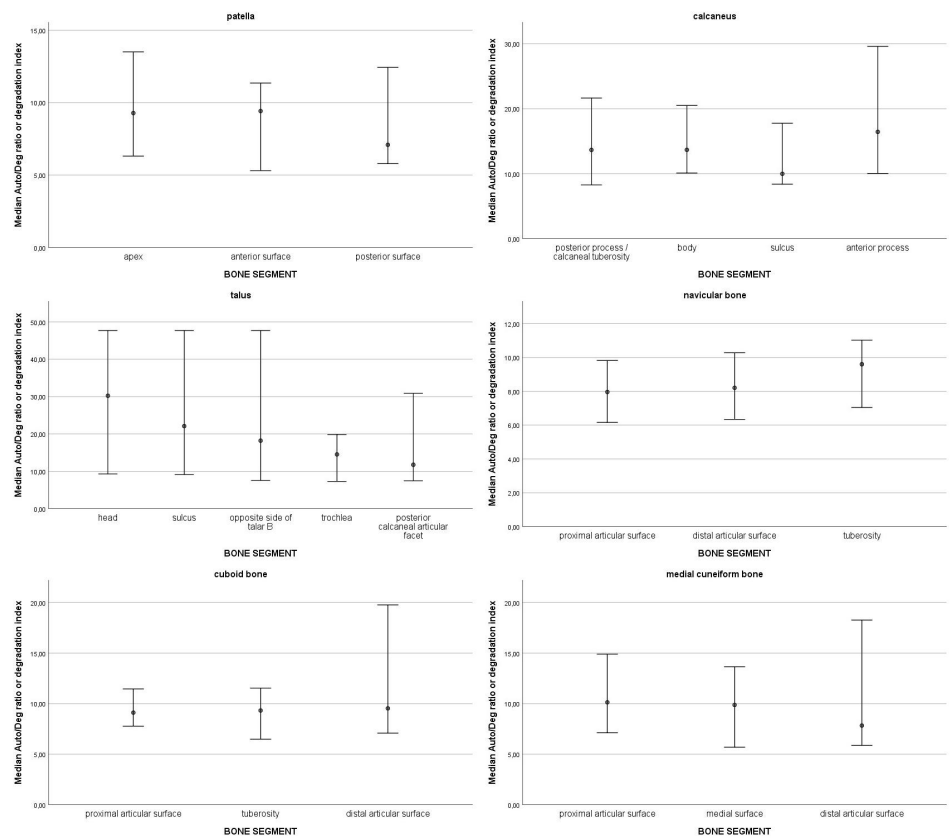 patella
Median Auto/Deg ratio or degradation index
15,00
10,00
5,00
0,00
apex
anterior surface
posterior surface
BONE SEGMENT
calcaneus
Median Auto/Deg ratio or degradation index
30,00
20,00
10,00
0,00
posterior process /
calcaneal tuberosity
body
sulcus
anterior process
BONE SEGMENT
talus
Median Auto/Deg ratio or degradation index
50,00
40,00
30,00
20,00
10,00
0,00
head
sulcus
opposite side of
talar B
trochlea
posterior
calcaneal articular
facet
BONE SEGMENT
navicular bone
Median Auto/Deg ratio or degradation index
12,00
10,00
8,00
6,00
4,00
2,00
0,00
proximal articular surface
distal articular surface
tuberosity
BONE SEGMENT
cuboid bone
Median Auto/Deg ratio or degradation index
20,00
15,00
10,00
5,00
0,00
proximal articular surface
tuberosity
distal articular surface
BONE SEGMENT
medial cuneiform bone
Median Auto/Deg ratio or degradation index
20,00
15,00
10,00
5,00
0,00
proximal articular surface
medial surface
distal articular surface
BONE SEGMENT